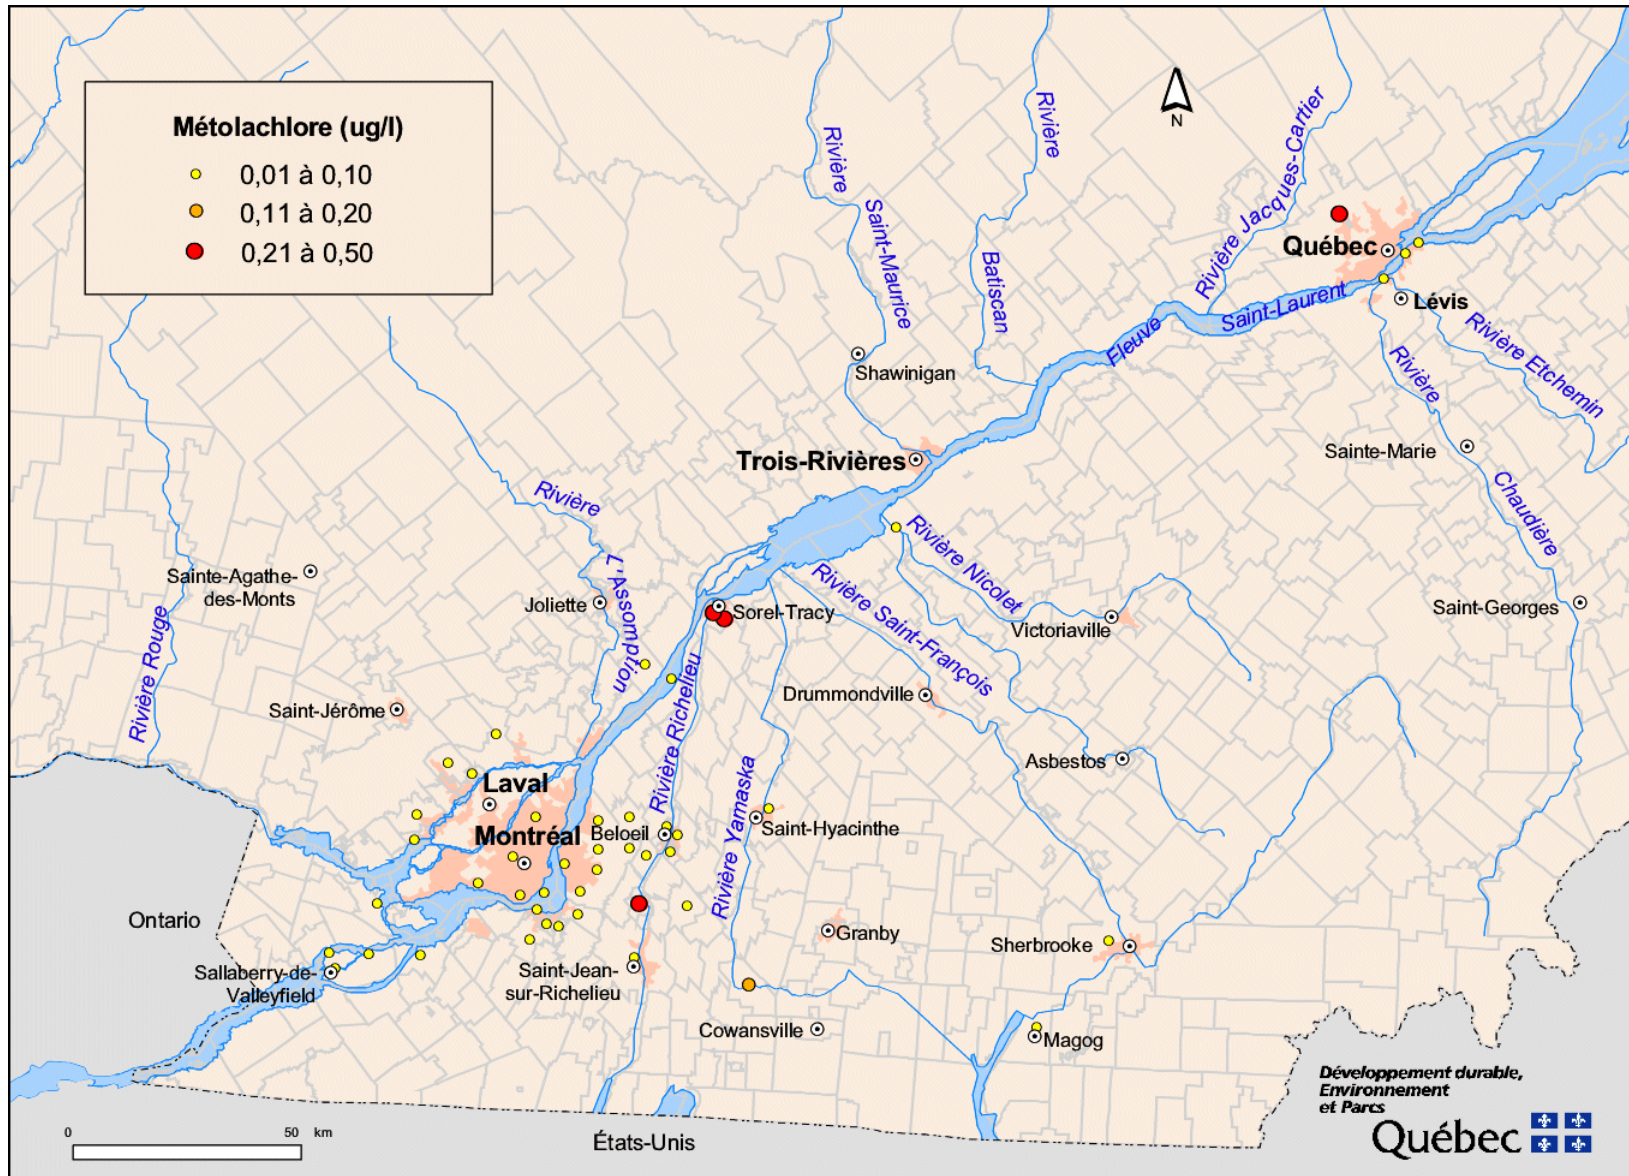 Métolachlore (ug/l)
0,01 à 0,10
0,11 à 0,20
0,21 à 0,50
N
Rivière
Saint-Maurice
Rivière
Batiscan
Rivière Jacques-Cartier
Québec
Lévis
Fleuve
Saint-Laurent
Rivière Etchemin
Rivière
Chaudière
Shawinigan
Trois-Rivières
Sainte-Marie
Rivière
L'Assomption
Rivière Rouge
Sainte-Agathe-
des-Monts
Joliette
Sorel-Tracy
Rivière Nicolet
Rivière Saint-François
Victoriaville
Saint-Georges
Saint-Jérôme
Rivière Richelieu
Drummondville
Asbestos
Laval
Montréal
Beloeil
Rivière Yamaska
Saint-Hyacinthe
Ontario
Granby
Sherbrooke
Sallaberry-de-
Valleyfield
Saint-Jean-
sur-Richelieu
Cowansville
Magog
Développement durable,
Environnement
et Parcs
Québec
0 50 km
États-Unis